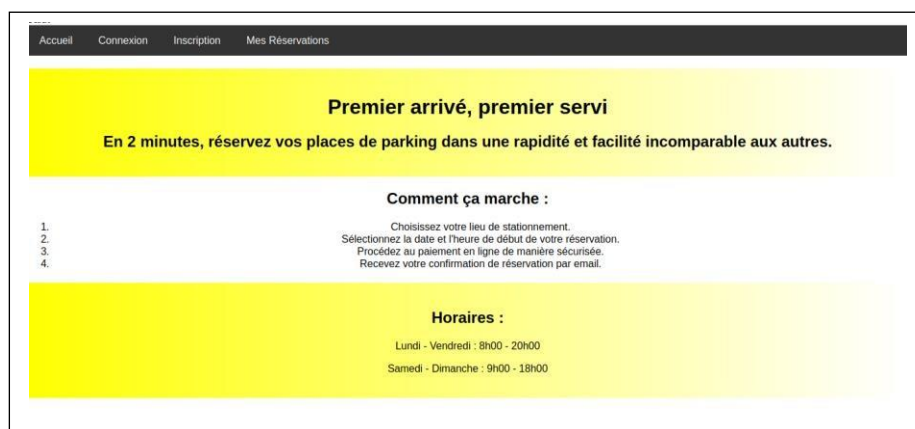 Accueil Connexion Inscription Mes Réservations
Premier arrivé, premier servi
En 2 minutes, réservez vos places de parking dans une rapidité et facilité incomparable aux autres.
Comment ça marche :
1. Choisissez votre lieu de stationnement.
2. Sélectionnez la date et l'heure de début de votre réservation.
3. Procédez au paiement en ligne de manière sécurisée.
4. Recevez votre confirmation de réservation par email.
Horaires :
Lundi - Vendredi : 8h00 - 20h00
Samedi - Dimanche : 9h00 - 18h00